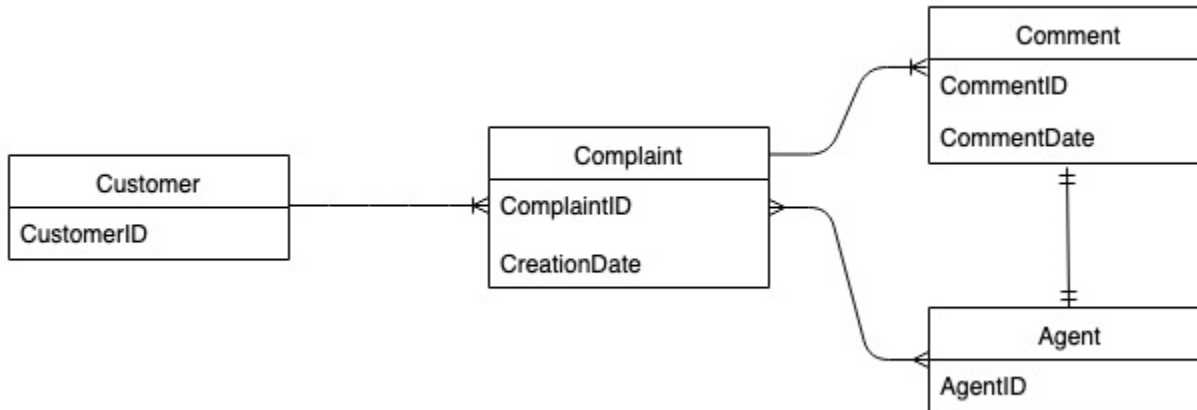 Customer
CustomerID
Complaint
ComplaintID
CreationDate
Comment
CommentID
CommentDate
Agent
AgentID